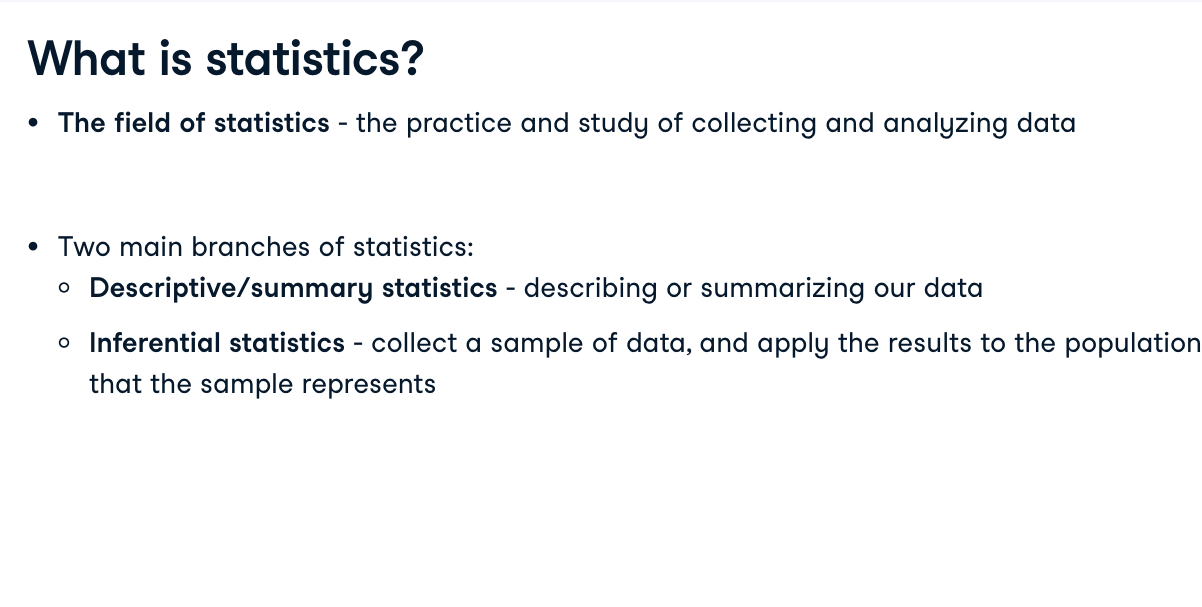 What is statistics?
• The field of statistics - the practice and study of collecting and analyzing data
• Two main branches of statistics:
○ Descriptive/summary statistics - describing or summarizing our data
○ Inferential statistics - collect a sample of data, and apply the results to the population
that the sample represents